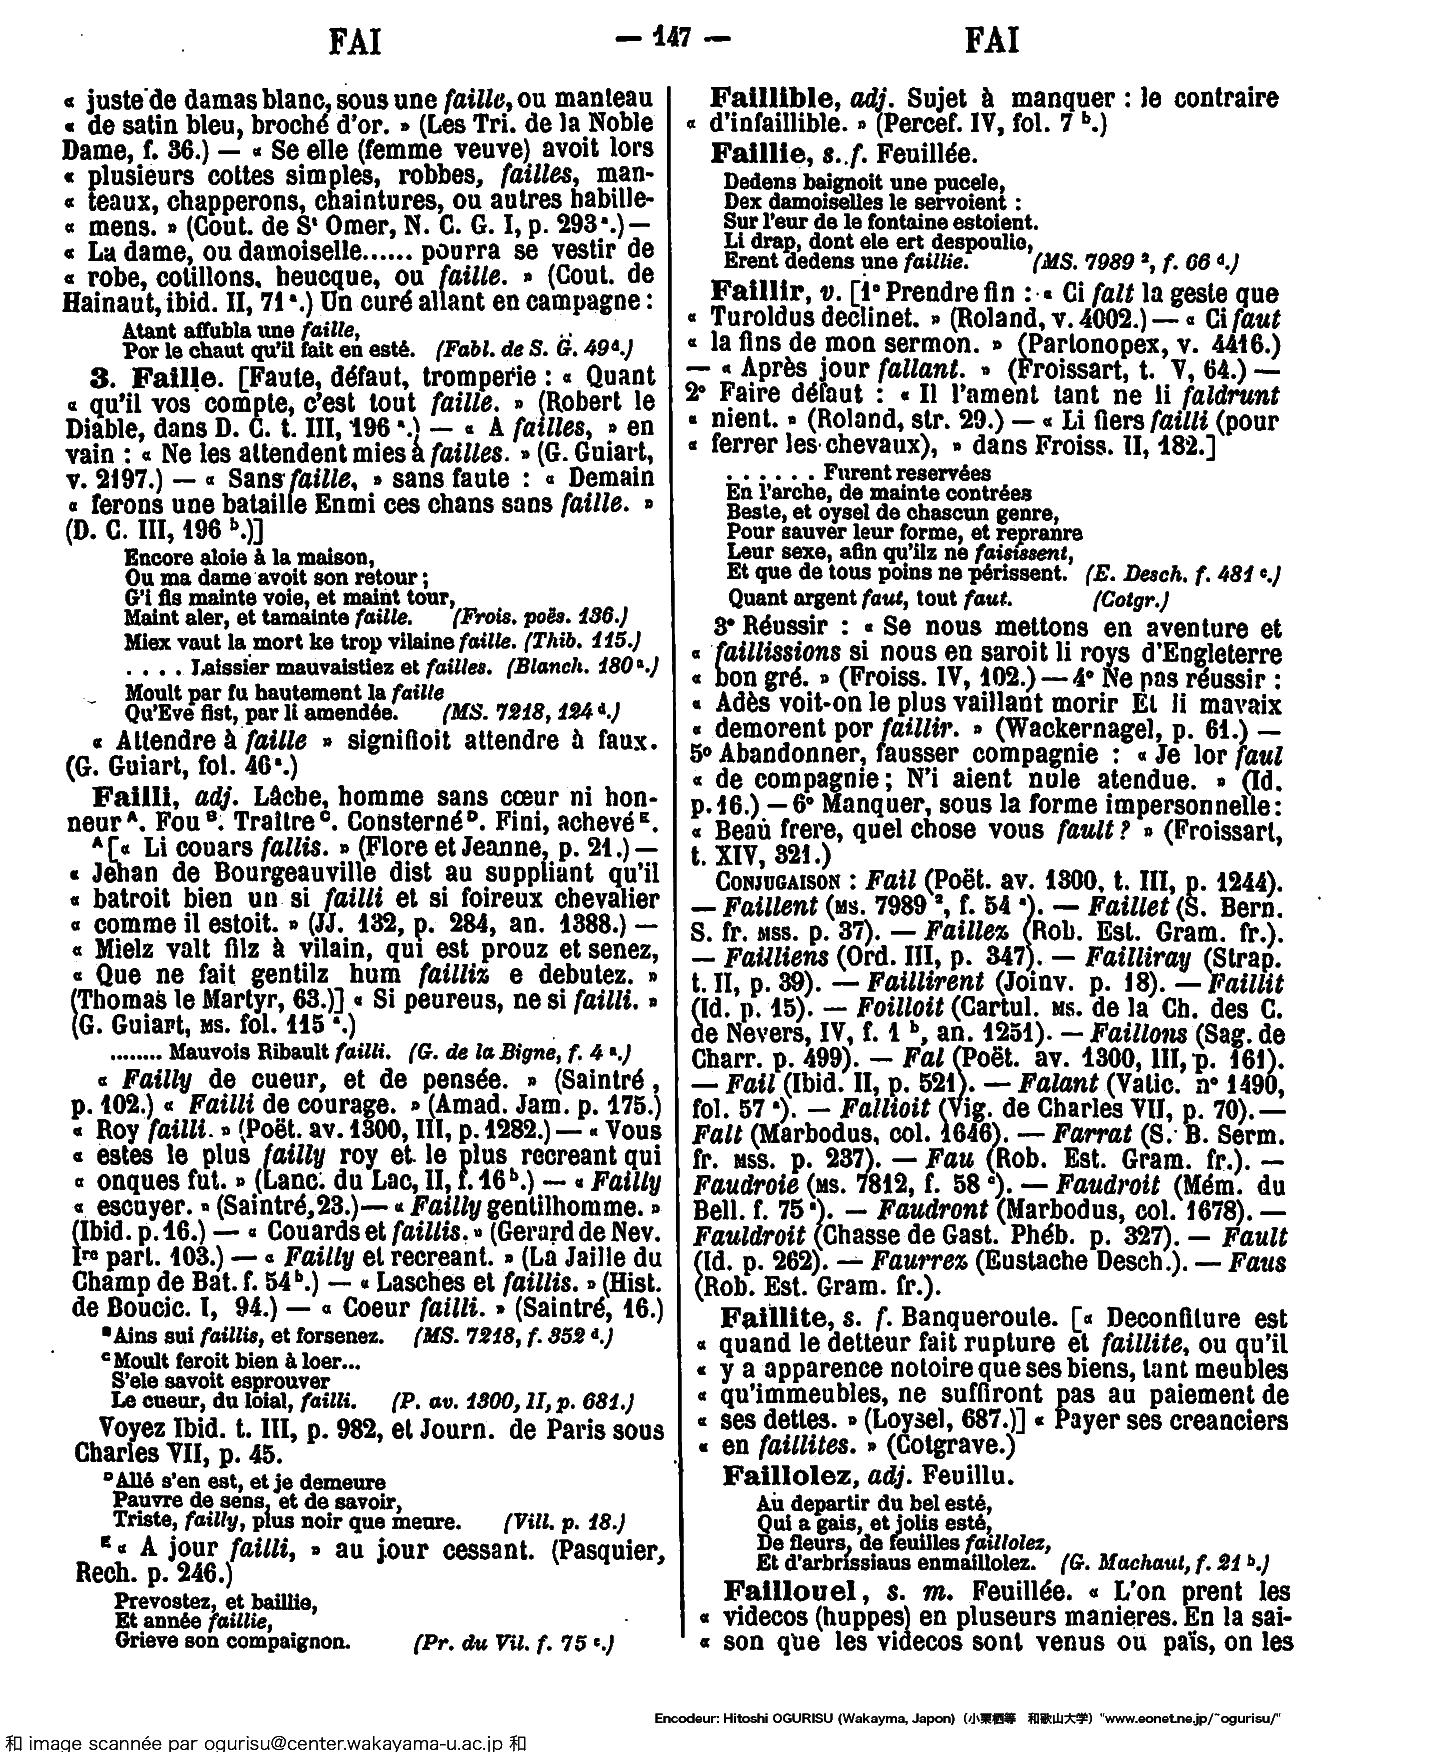 FAI — 147 — FAI
« juste de damas blanc, sous une faille, ou manteau
« de satin bleu, broché d'or. » (Les Tri. de la Noble
Dame, f. 36.) — « Se elle (femme veuve) avoit lors
« plusieurs cottes simples, robbes, failles, man-
« teaux, chapperons, chaintures, ou autres habille-
« mens. » (Cout. de St Omer, N. C. G. I, p. 293 a.) —
« La dame, ou damoiselle...... pourra se vestir de
« robe, cotillons, heucque, ou faille. » (Cout. de
Hainaut, ibid. II, 71 a.) Un curé allant en campagne :
Atant affubla une faille,
Por le chaut qu'il fait en esté. (Fabl. de S. G. 49 d.)
3. Faille. [Faute, défaut, tromperie : « Quant
« qu'il vos compte, c'est tout faille. » (Robert le
Diable, dans D. C. t. III, 196 a.) — « A failles, » en
vain : « Ne les attendent mies à failles. » (G. Guiart,
v. 2197.) — « Sans faille, » sans faute : « Demain
« ferons une bataille Enmi ces chans sans faille. »
(D. C. III, 196 b.)]
Encore aloie à la maison,
Ou ma dame avoit son retour ;
G'i fis mainte voie, et maint tour,
Maint aler, et tamainte faille. (Frois. poës. 136.)
Miex vaut la mort ke trop vilaine faille. (Thib. 115.)
. . . . Laissier mauvaistiez et failles. (Blanch. 180 a.)
Moult par fu hautement la faille
Qu'Eve fist, par li amendée. (MS. 7218, 124 d.)
« Attendre à faille » signifioit attendre à faux.
(G. Guiart, fol. 46 a.)
Failli, adj. Lâche, homme sans cœur ni hon-
neur A. Fou B. Traître C. Consterné D. Fini, achevé E.
A [« Li couars fallis. » (Flore et Jeanne, p. 21.) —
« Jehan de Bourgeauville dist au suppliant qu'il
« batroit bien un si failli et si foireux chevalier
« comme il estoit. » (JJ. 132, p. 284, an. 1388.) —
« Mielz valt filz à vilain, qui est prouz et senez,
« Que ne fait gentilz hum failliz e debutez. »
(Thomas le Martyr, 63.)] « Si peureus, ne si failli. »
(G. Guiart, MS. fol. 115 a.)
........ Mauvois Ribault failli. (G. de la Bigne, f. 4 a.)
« Failly de cueur, et de pensée. » (Saintré,
p. 102.) « Failli de courage. » (Amad. Jam. p. 175.)
« Roy failli. » (Poët. av. 1300, III, p. 1282.) — « Vous
« estes le plus failly roy et le plus recreant qui
« onques fut. » (Lanc. du Lac, II, f. 16 b.) — « Failly
« escuyer. » (Saintré, 23.) — « Failly gentilhomme. »
(Ibid. p. 16.) — « Couards et faillis. » (Gerard de Nev.
Ire part. 103.) — « Failly et recreant. » (La Jaille du
Champ de Bat. f. 54 b.) — « Lasches et faillis. » (Hist.
de Boucic. I, 94.) — « Coeur failli. » (Saintré, 16.)
B Ains sui faillis, et forsenez. (MS. 7218, f. 352 d.)
C Moult feroit bien à loer...
S'ele savoit esprouver
Le cueur, du loial, failli. (P. av. 1300, II, p. 681.)
Voyez Ibid. t. III, p. 982, et Journ. de Paris sous
Charles VII, p. 45.
D Allé s'en est, et je demeure
Pauvre de sens, et de savoir,
Triste, failly, plus noir que meure. (Vill. p. 18.)
E « A jour failli, » au jour cessant. (Pasquier,
Rech. p. 246.)
Prevostez, et baillie,
Et année faillie,
Grieve son compaignon. (Pr. du Vil. f. 75 c.)
Faillible, adj. Sujet à manquer : le contraire
« d'infaillible. » (Percef. IV, fol. 7 b.)
Faillie, s. f. Feuillée.
Dedens baignoit une pucele,
Dex damoiselles le servoient :
Sur l'eur de le fontaine estoient.
Li drap, dont ele ert despoulie,
Erent dedens une faillie. (MS. 7989 2, f. 66 d.)
Faillir, v. [1° Prendre fin : « Ci falt la geste que
« Turoldus declinet. » (Roland, v. 4002.) — « Ci faut
« la fins de mon sermon. » (Partonopex, v. 4416.)
— « Après jour fallant. » (Froissart, t. V, 64.) —
2° Faire défaut : « Il l'ament tant ne li faldrunt
« nient. » (Roland, str. 29.) — « Li fiers failli (pour
« ferrer les chevaux), » dans Froiss. II, 182.]
. . . . . . Furent reservées
En l'arche, de mainte contrées
Beste, et oysel de chascun genre,
Pour sauver leur forme, et repranre
Leur sexe, afin qu'ilz ne faisissent,
Et que de tous poins ne périssent. (E. Desch. f. 481 c.)
Quant argent faut, tout faut. (Cotgr.)
3° Réussir : « Se nous mettons en aventure et
« faillissions si nous en saroit li roys d'Engleterre
« bon gré. » (Froiss. IV, 102.) — 4° Ne pas réussir :
« Adès voit-on le plus vaillant morir Et li mavaix
« demorent por faillir. » (Wackernagel, p. 61.) —
5° Abandonner, fausser compagnie : « Je lor faul
« de compagnie ; N'i aient nule atendue. » (Id.
p. 16.) — 6° Manquer, sous la forme impersonnelle :
« Beau frere, quel chose vous fault ? » (Froissart,
t. XIV, 321.)
CONJUGAISON : Fail (Poët. av. 1300, t. III, p. 1244).
— Faillent (MS. 7989 2, f. 54 a). — Faillet (S. Bern.
S. fr. MSS. p. 37). — Faillez (Rob. Est. Gram. fr.).
— Failliens (Ord. III, p. 347). — Failliray (Strap.
t. II, p. 39). — Faillirent (Joinv. p. 18). — Faillit
(Id. p. 15). — Foilloit (Cartul. MS. de la Ch. des C.
de Nevers, IV, f. 1 b, an. 1251). — Faillons (Sag. de
Charr. p. 499). — Fal (Poët. av. 1300, III, p. 161).
— Fail (Ibid. II, p. 521). — Falant (Vatic. n° 1490,
fol. 57 a). — Fallioit (Vig. de Charles VII, p. 70). —
Falt (Marbodus, col. 1646). — Farrat (S. B. Serm.
fr. MSS. p. 237). — Fau (Rob. Est. Gram. fr.). —
Faudroie (MS. 7812, f. 58 c). — Faudroit (Mém. du
Bell. f. 75 a). — Faudront (Marbodus, col. 1678). —
Fauldroit (Chasse de Gast. Phéb. p. 327). — Fault
(Id. p. 262). — Faurrez (Eustache Desch.). — Faus
(Rob. Est. Gram. fr.).
Faillite, s. f. Banqueroute. [« Deconfiture est
« quand le detteur fait rupture et faillite, ou qu'il
« y a apparence notoire que ses biens, tant meubles
« qu'immeubles, ne suffiront pas au paiement de
« ses dettes. » (Loysel, 687.)] « Payer ses creanciers
« en faillites. » (Cotgrave.)
Faillolez, adj. Feuillu.
Au departir du bel esté,
Qui a gais, et jolis esté,
De fleurs, de feuilles faillolez,
Et d'arbrissiaus enmaillolez. (G. Machaut, f. 21 b.)
Faillouel, s. m. Feuillée. « L'on prent les
« videcos (huppes) en pluseurs manieres. En la sai-
« son que les videcos sont venus ou païs, on les
Encodeur: Hitoshi OGURISU (Wakayma, Japon) (小栗栖等 和歌山大学) "www.eonet.ne.jp/~ogurisu/"
和 image scannée par ogurisu@center.wakayama-u.ac.jp 和